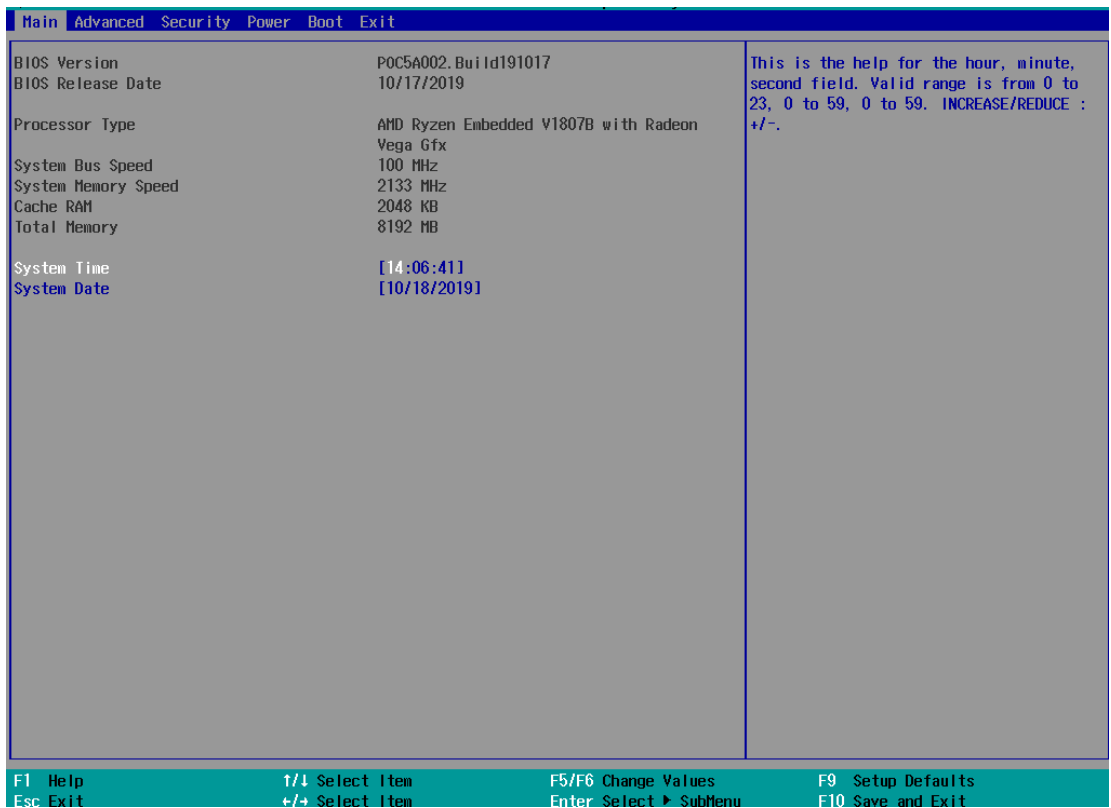 Main Advanced Security Power Boot Exit
BIOS Version P0C5A002.Build191017
BIOS Release Date 10/17/2019
Processor Type AMD Ryzen Embedded V1807B with Radeon
Vega Gfx
System Bus Speed 100 MHz
System Memory Speed 2133 MHz
Cache RAM 2048 KB
Total Memory 8192 MB
System Time [14:06:41]
System Date [10/18/2019]
This is the help for the hour, minute,
second field. Valid range is from 0 to
23, 0 to 59, 0 to 59. INCREASE/REDUCE :
+/-.
F1 Help ↑/↓ Select Item F5/F6 Change Values F9 Setup Defaults
Esc Exit ←/→ Select Item Enter Select ▶ SubMenu F10 Save and Exit